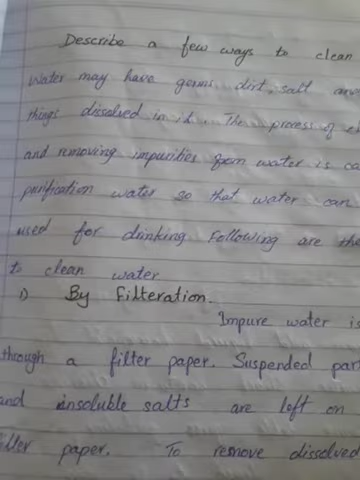 Describe a few ways to clean
Water may have germs dirt, salt
things dissolved in it. The process of
and removing impurities from water is
purification water so that water can
used for drinking Following are the
to clean water
1) By Filteration.
Impure water is
through a filter paper. Suspended
and insoluble salts are left on
paper. To remove dissolved